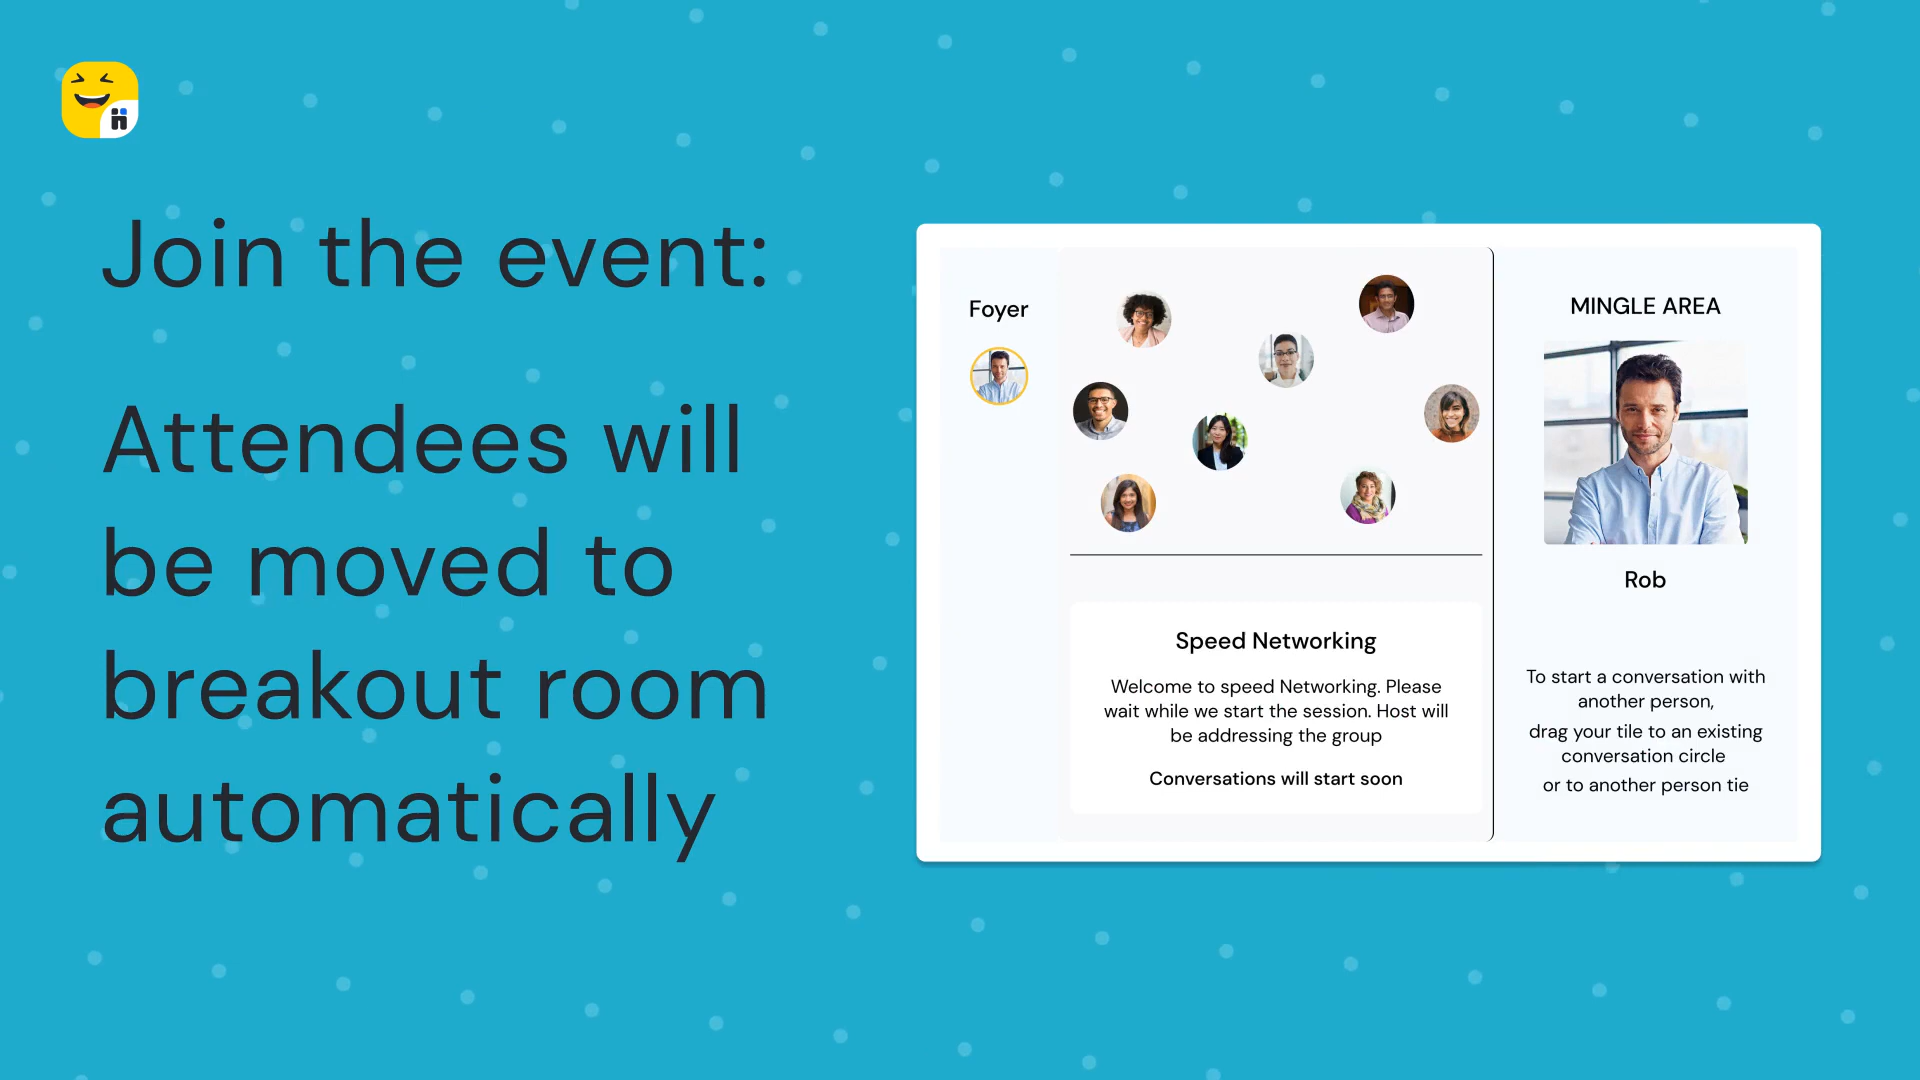 Join the event:
Attendees will
be moved to
breakout room
automatically
Foyer
Speed Networking
Welcome to speed Networking. Please
wait while we start the session. Host will
be addressing the group
Conversations will start soon
MINGLE AREA
Rob
To start a conversation with
another person,
drag your tile to an existing
conversation circle
or to another person tie